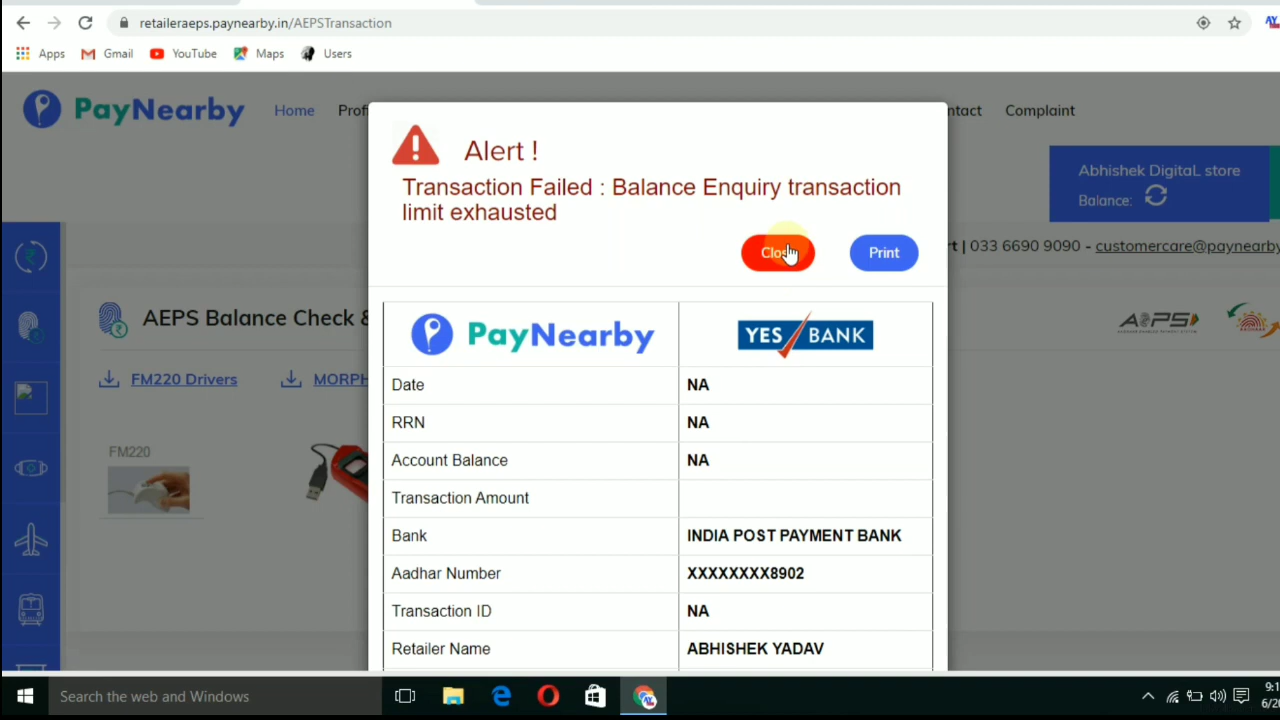 retaileraeps.paynearby.in/AEPSTransaction
Apps Gmail YouTube Maps Users
PayNearby Home Complaint
Alert !
Transaction Failed : Balance Enquiry transaction
limit exhausted
Abhishek DigitaL store
Balance:
Print
| 033 6690 9090 - customercare@paynearby
AEPS Balance Check &
AEPS
FM220 Drivers MORPH
FM220
PayNearby YES BANK
Date NA
RRN NA
Account Balance NA
Transaction Amount
Bank INDIA POST PAYMENT BANK
Aadhar Number XXXXXXXX8902
Transaction ID NA
Retailer Name ABHISHEK YADAV
Search the web and Windows